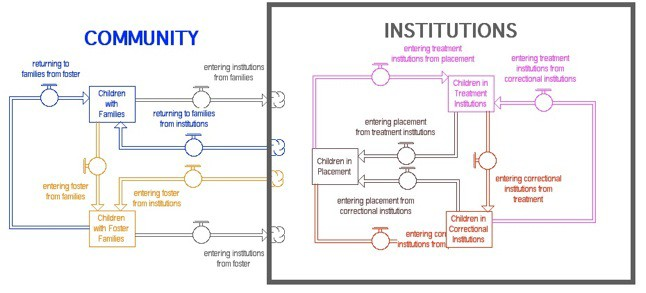 COMMUNITY
INSTITUTIONS
returning to
families from foster
entering institutions
from families
Children
with
Families
returning to families
from institutions
entering foster
from families
entering foster
from institutions
Children
with Foster
Families
entering institutions
from foster
entering treatment
institutions from placement
entering treatment
institutions from
correctional institutions
Children in
Treatment
Institutions
entering placement
from treatment institutions
Children in
Placement
entering correctional
institutions from
treatment
entering placement from
correctional institutions
Children in
Correctional
Institutions
entering
institutions from